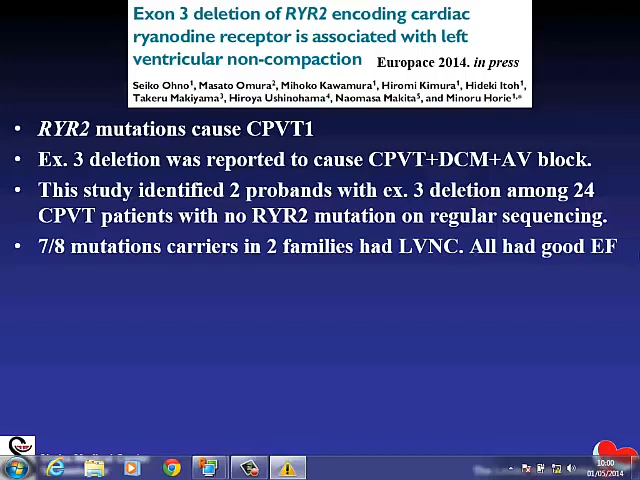 Exon 3 deletion of RYR2 encoding cardiac
ryanodine receptor is associated with left
ventricular non-compaction Europace 2014. in press
Seiko Ohno¹, Masato Omura², Mihoko Kawamura¹, Hiromi Kimura¹, Hideki Itoh¹,
Takeru Makiyama³, Hiroya Ushinohama⁴, Naomasa Makita⁵, and Minoru Horie¹,*
• RYR2 mutations cause CPVT1
• Ex. 3 deletion was reported to cause CPVT+DCM+AV block.
• This study identified 2 probands with ex. 3 deletion among 24
CPVT patients with no RYR2 mutation on regular sequencing.
• 7/8 mutations carriers in 2 families had LVNC. All had good EF
10:00
01/05/2014